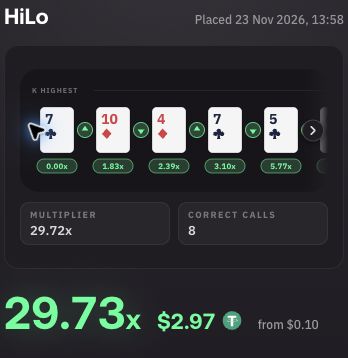 HiLo
Placed 23 Nov 2026, 13:58
K HIGHEST
7 10 4 7 5
0.00x 1.83x 2.39x 3.10x 5.77x
MULTIPLIER
29.72x
CORRECT CALLS
8
29.73x $2.97 from $0.10